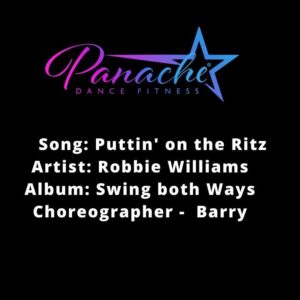 Panache
DANCE FITNESS
Song: Puttin' on the Ritz
Artist: Robbie Williams
Album: Swing both Ways
Choreographer - Barry